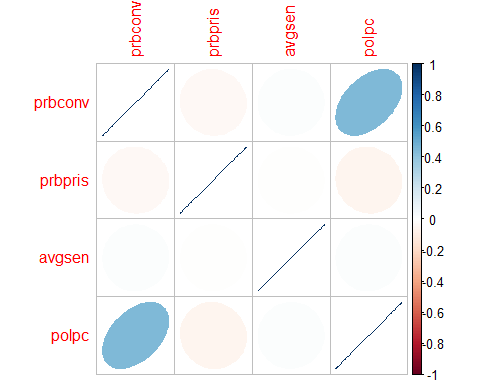 prbconv
prbpris
avgsen
polpc
prbconv
prbpris
avgsen
polpc
1
0.8
0.6
0.4
0.2
0
-0.2
-0.4
-0.6
-0.8
-1